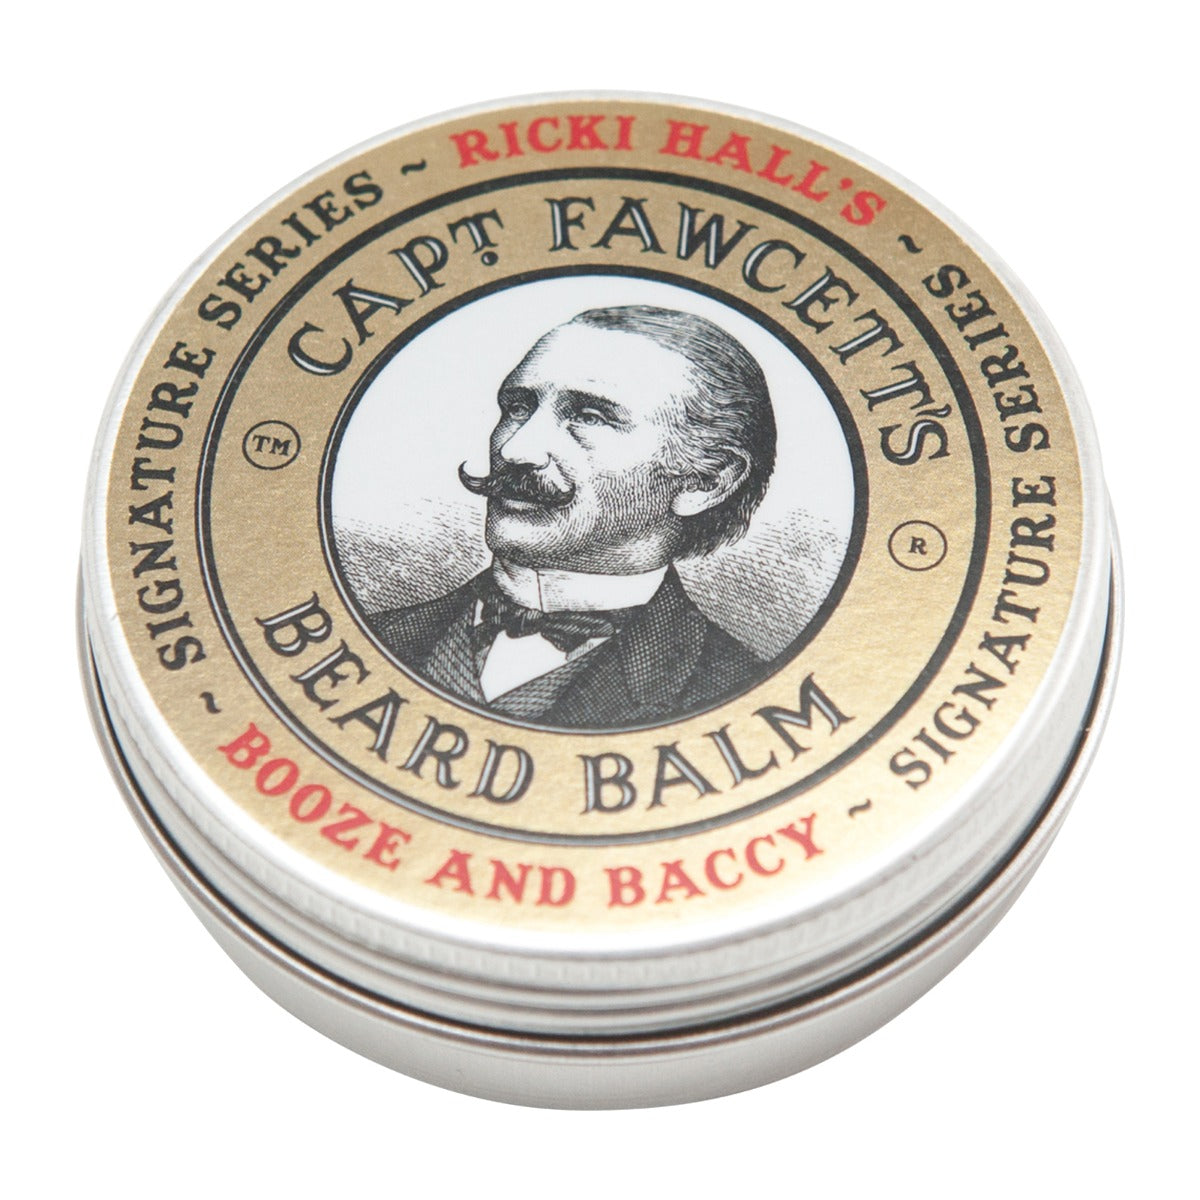 SIGNATURE SERIES ~ RICKI HALL'S ~ SIGNATURE SERIES ~ BOOZE AND BACCY ~
CAPT. FAWCETT'S
TM
R
BEARD BALM